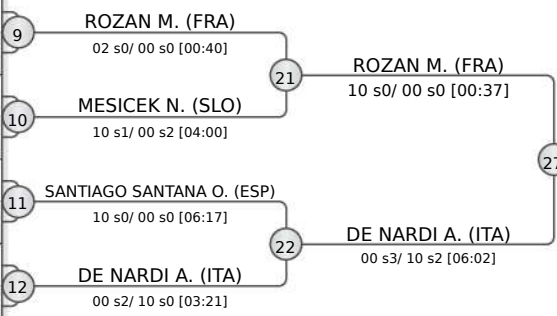 ROZAN M. (FRA)
9
02 s0/ 00 s0 [00:40]
21
ROZAN M. (FRA)
10 s0/ 00 s0 [00:37]
MESICEK N. (SLO)
10
10 s1/ 00 s2 [04:00]
27
SANTIAGO SANTANA O. (ESP)
11
10 s0/ 00 s0 [06:17]
22
DE NARDI A. (ITA)
00 s3/ 10 s2 [06:02]
DE NARDI A. (ITA)
12
00 s2/ 10 s0 [03:21]